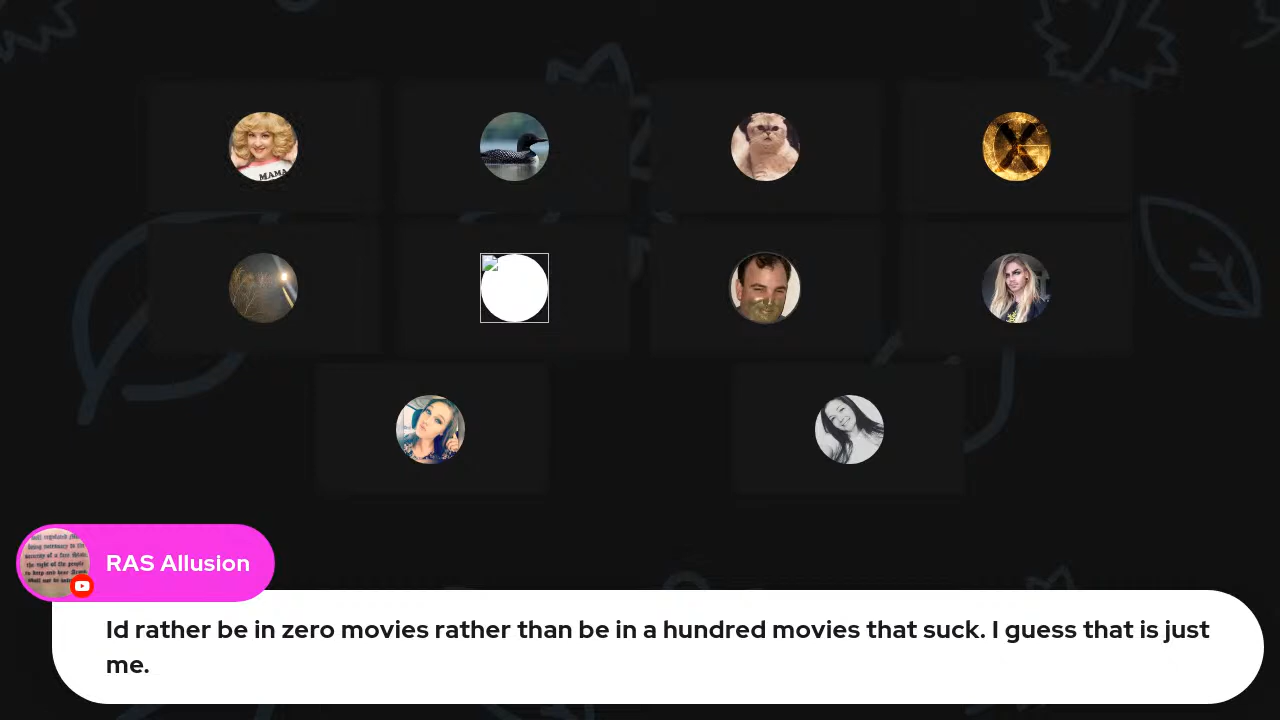 MAMA
X
RAS Allusion
Id rather be in zero movies rather than be in a hundred movies that suck. I guess that is just
me.